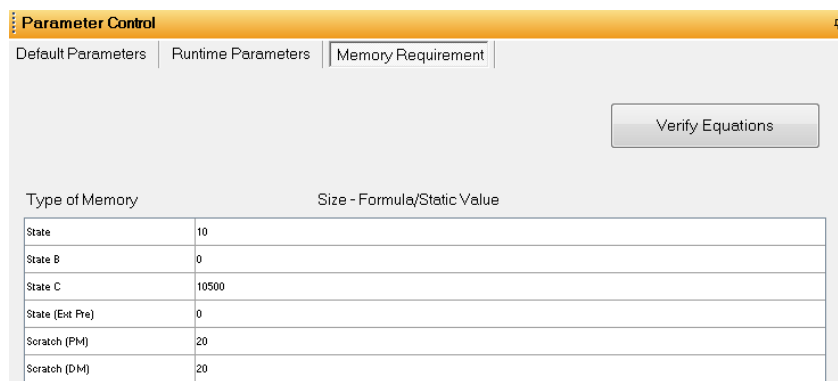 Parameter Control
Default Parameters Runtime Parameters Memory Requirement
Verify Equations
Type of Memory Size - Formula/Static Value
State 10
State B 0
State C 10500
State (Ext Pre) 0
Scratch (PM) 20
Scratch (DM) 20